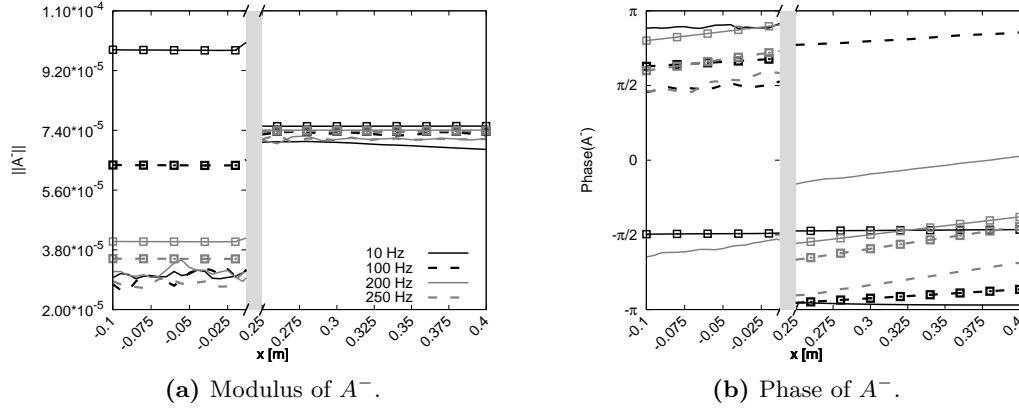 1.10*10-4
9.20*10-5
7.40*10-5
5.60*10-5
3.80*10-5
2.00*10-5
||A-||
10 Hz
100 Hz
200 Hz
250 Hz
-0.1
-0.075
-0.05
-0.025
0.25
0.275
0.3
0.325
0.35
0.375
0.4
x [m]
(a) Modulus of A−.
π
π/2
0
-π/2
-π
Phase(A-)
-0.1
-0.075
-0.05
-0.025
0.25
0.275
0.3
0.325
0.35
0.375
0.4
x [m]
(b) Phase of A−.